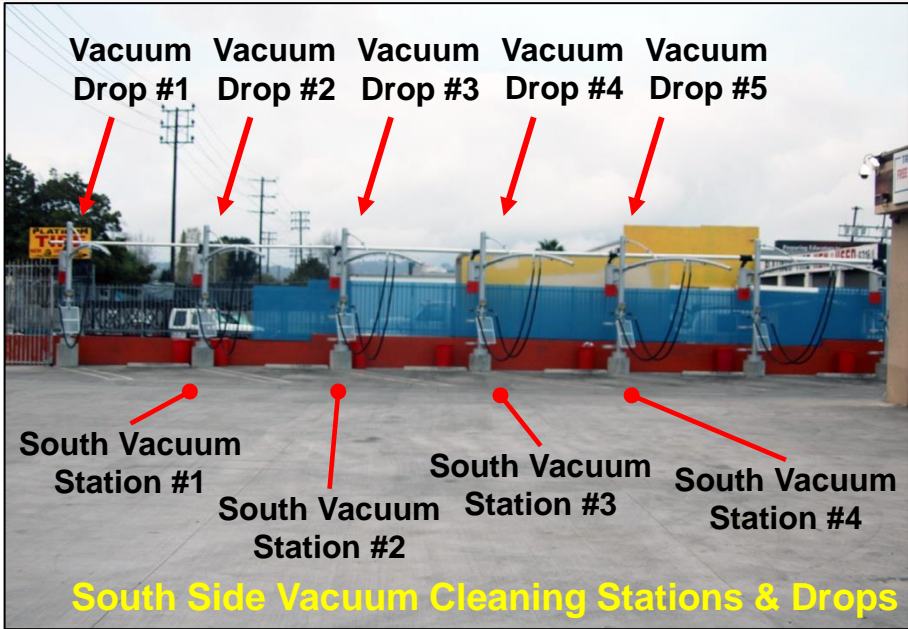 Vacuum Drop #1
Vacuum Drop #2
Vacuum Drop #3
Vacuum Drop #4
Vacuum Drop #5
South Vacuum Station #1
South Vacuum Station #2
South Vacuum Station #3
South Vacuum Station #4
South Side Vacuum Cleaning Stations & Drops